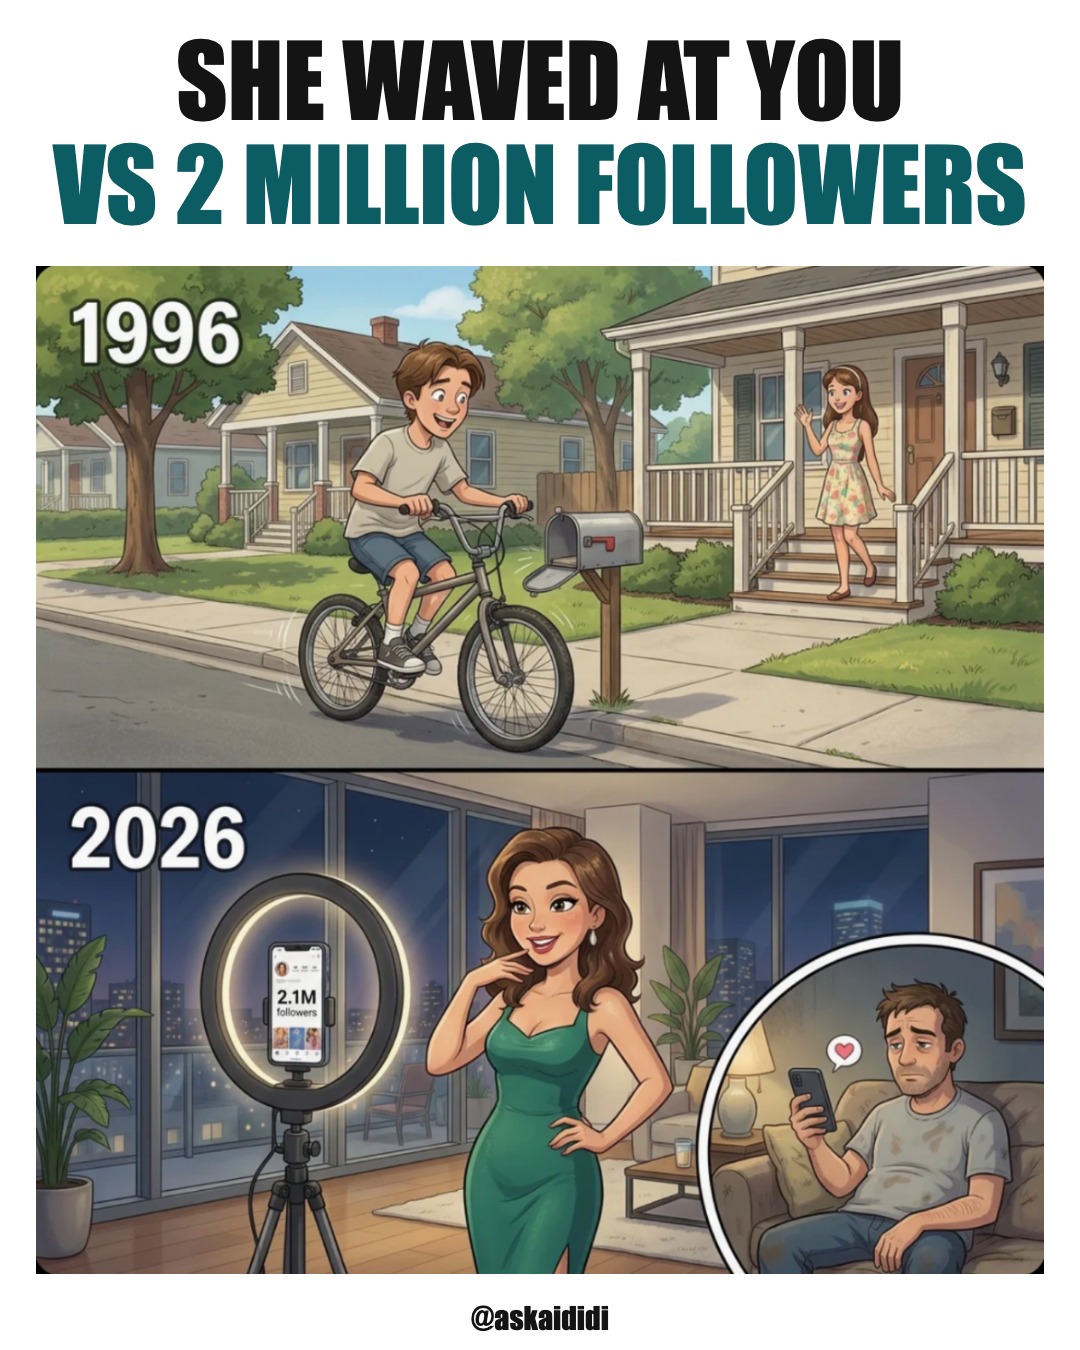 SHE WAVED AT YOU
VS 2 MILLION FOLLOWERS
1996
2026
2.1M
followers
@askaididi